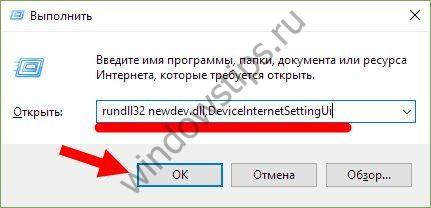 Выполнить
Введите имя программы, папки, документа или ресурса
Интернета, которые требуется открыть.
Открыть:
rundll32 newdev.dll,DeviceInternetSettingUi
OK
Отмена
Обзор...
windowstips.ru